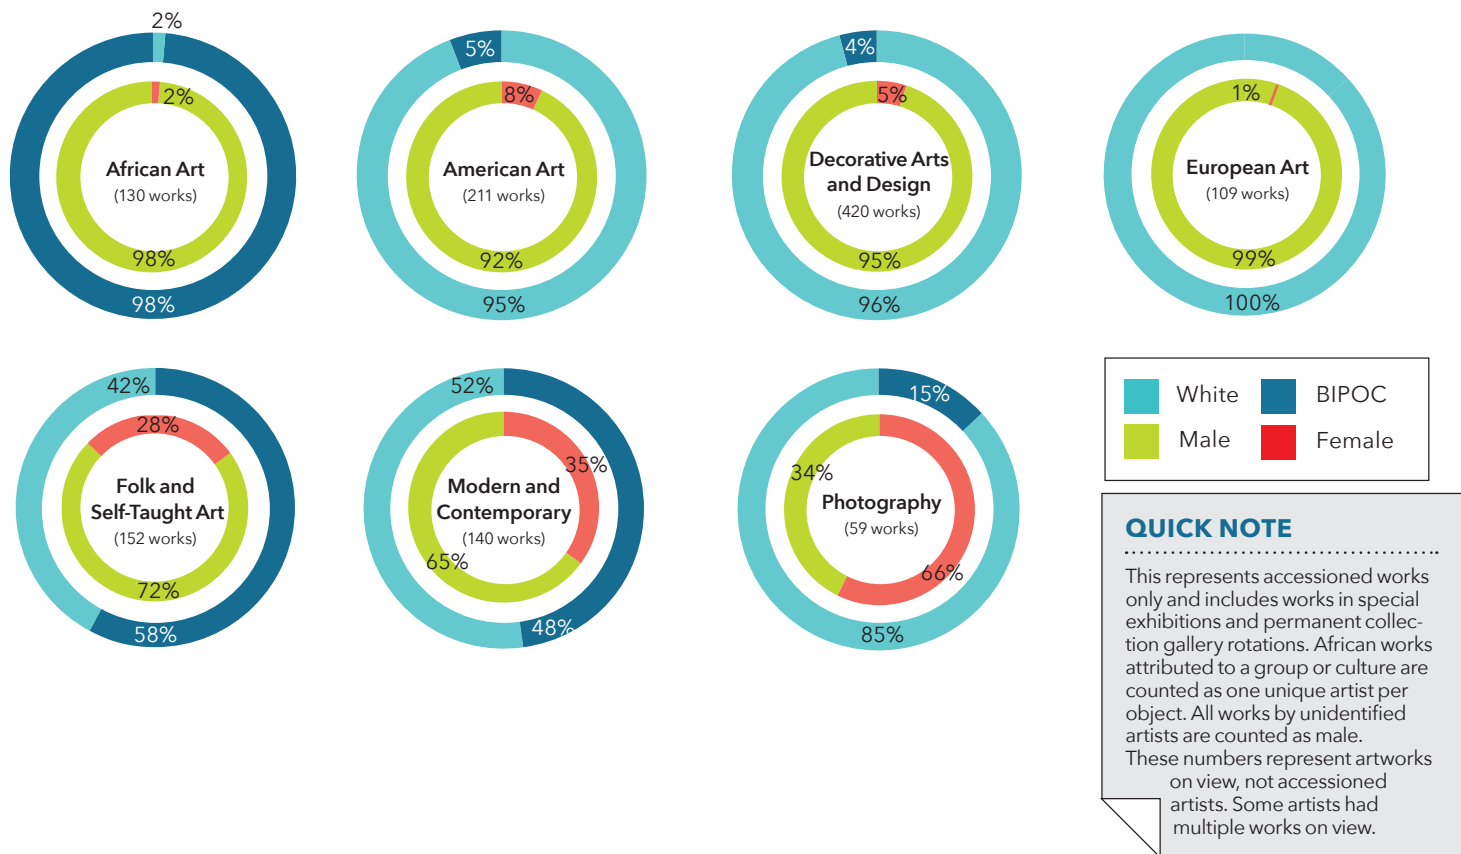 2%
2%
African Art
(130 works)
98%
98%
5%
8%
American Art
(211 works)
92%
95%
4%
5%
Decorative Arts
and Design
(420 works)
95%
96%
1%
European Art
(109 works)
99%
100%
42%
28%
Folk and
Self-Taught Art
(152 works)
72%
58%
52%
35%
Modern and
Contemporary
(140 works)
65%
48%
15%
34%
Photography
(59 works)
66%
85%
White
BIPOC
Male
Female
QUICK NOTE
This represents accessioned works
only and includes works in special
exhibitions and permanent collec-
tion gallery rotations. African works
attributed to a group or culture are
counted as one unique artist per
object. All works by unidentified
artists are counted as male.
These numbers represent artworks
on view, not accessioned
artists. Some artists had
multiple works on view.